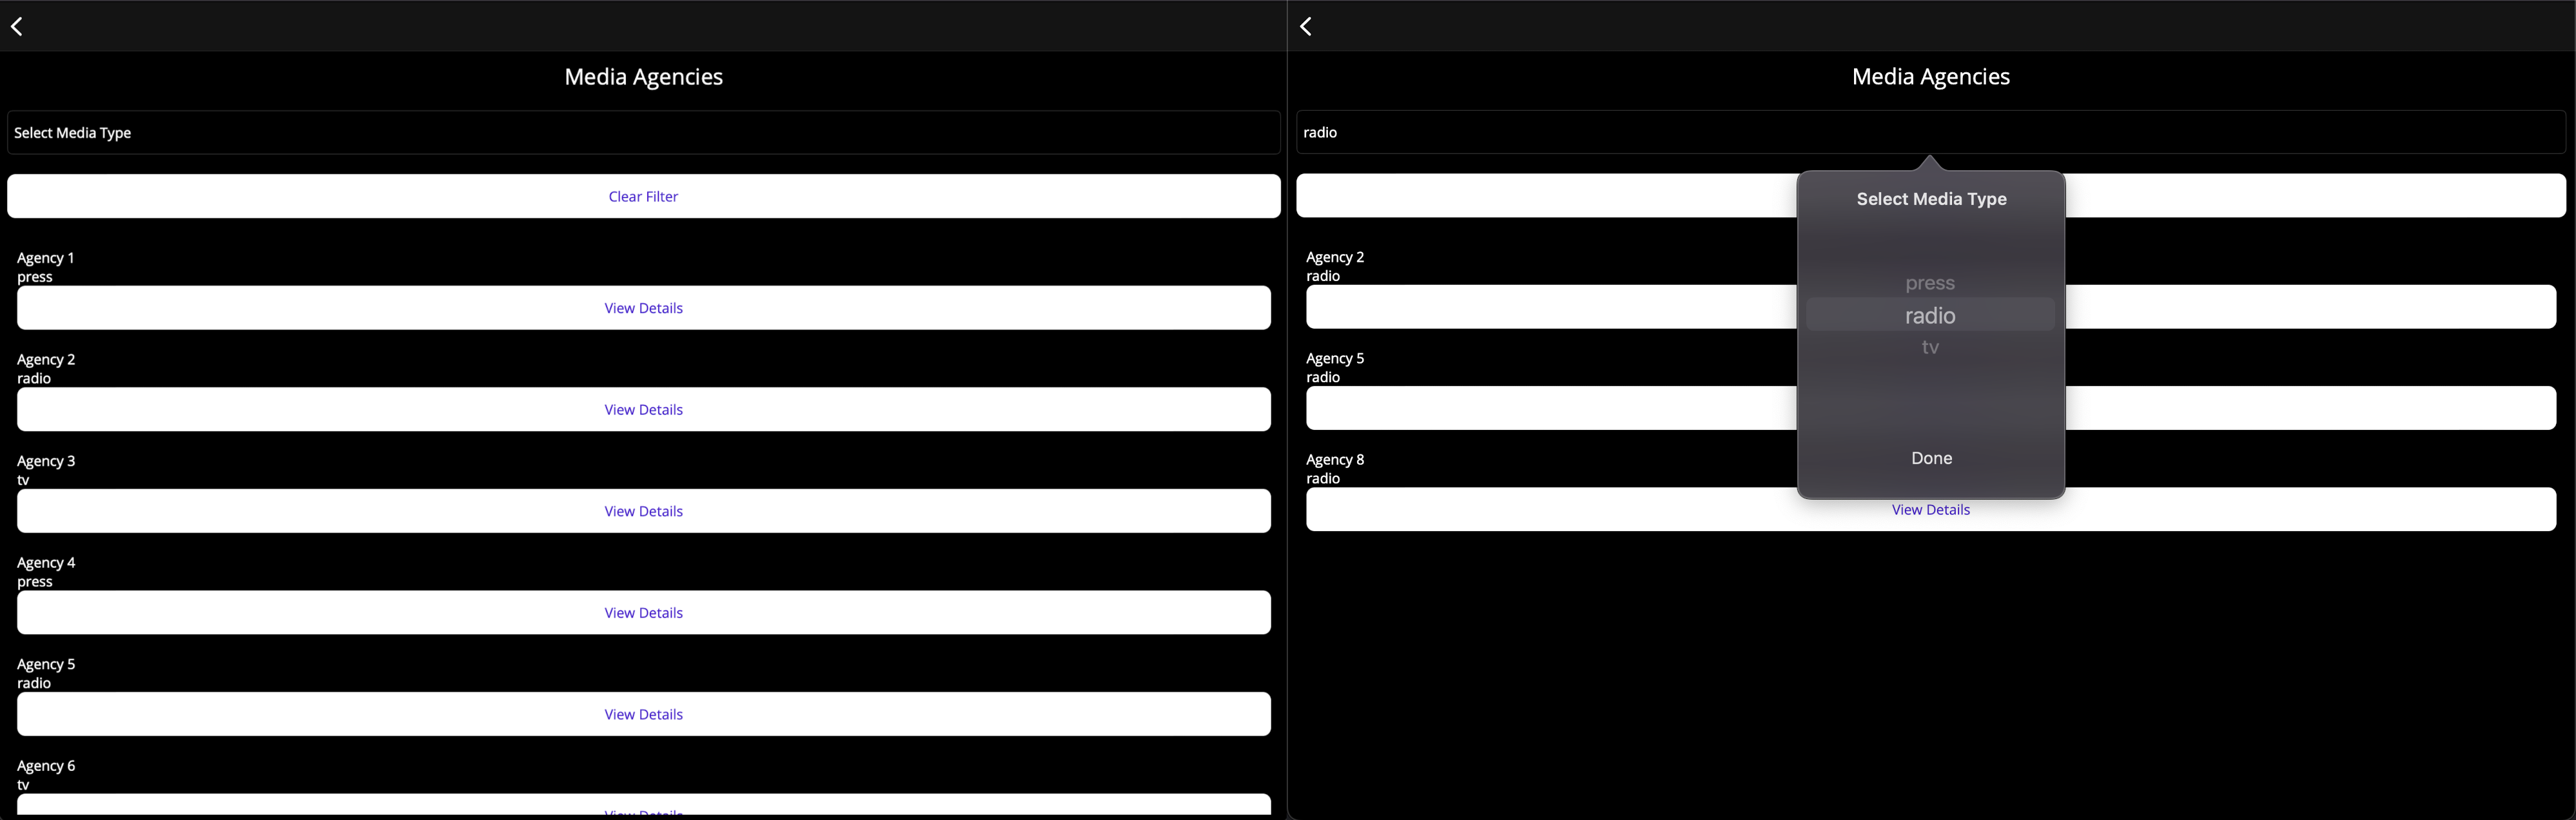 Media Agencies
Select Media Type
Clear Filter
Agency 1
press
View Details
Agency 2
radio
View Details
Agency 3
tv
View Details
Agency 4
press
View Details
Agency 5
radio
View Details
Agency 6
tv
View Details
Media Agencies
radio
Select Media Type
press
radio
tv
Done
Agency 2
radio
Agency 5
radio
Agency 8
radio
View Details